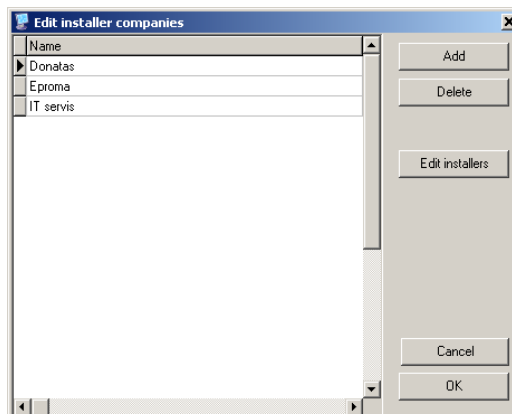 Edit installer companies
Name
Donatas
Eproma
IT servis
Add
Delete
Edit installers
Cancel
OK